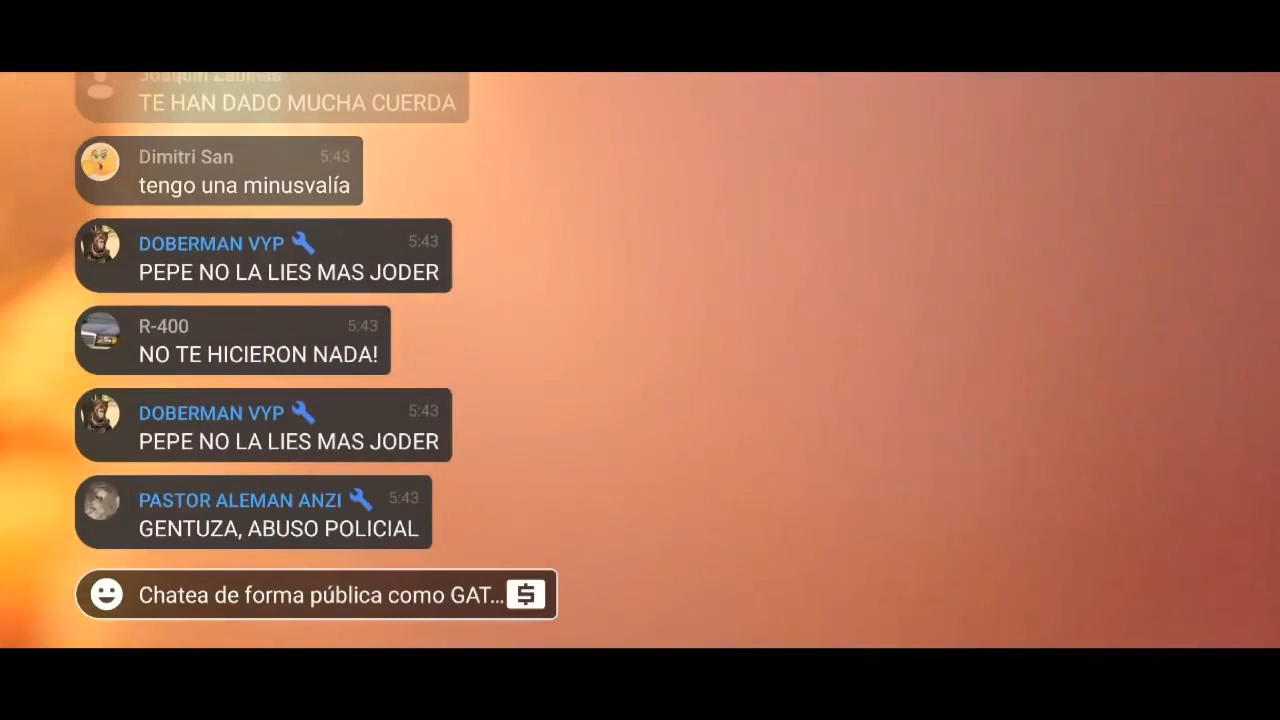 TE HAN DADO MUCHA CUERDA
Dimitri San 5:43
tengo una minusvalía
DOBERMAN VYP 5:43
PEPE NO LA LIES MAS JODER
R-400 5:43
NO TE HICIERON NADA!
DOBERMAN VYP 5:43
PEPE NO LA LIES MAS JODER
PASTOR ALEMAN ANZI 5:43
GENTUZA, ABUSO POLICIAL
Chatea de forma pública como GAT... $